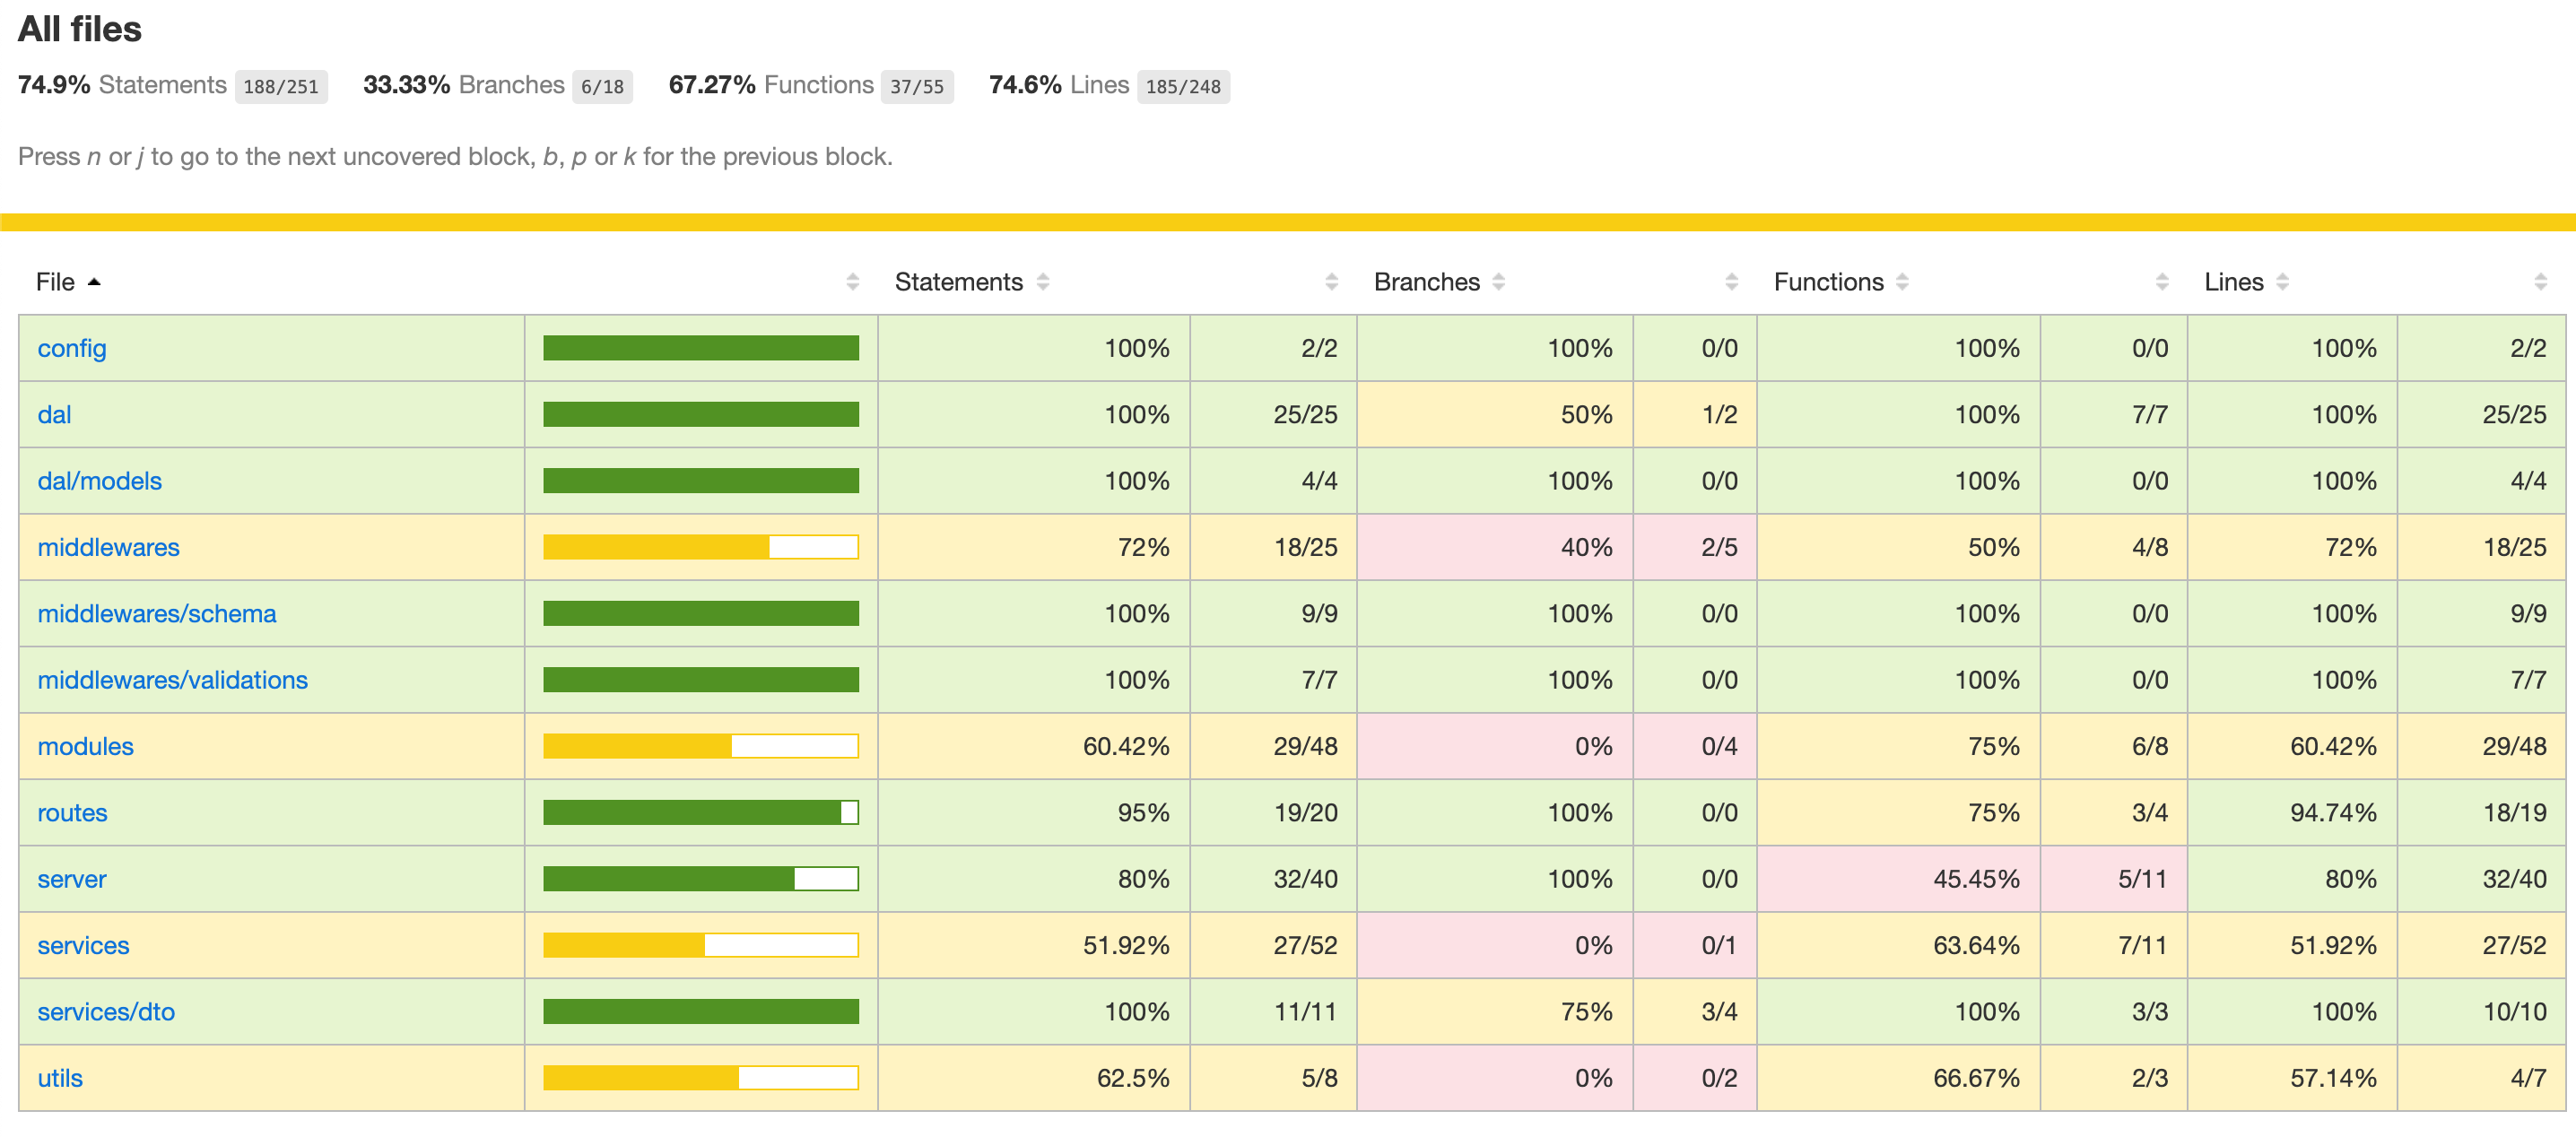 All files
74.9% Statements 188/251 33.33% Branches 6/18 67.27% Functions 37/55 74.6% Lines 185/248
Press n or j to go to the next uncovered block, b, p or k for the previous block.
File Statements Branches Functions Lines
config 100% 2/2 100% 0/0 100% 0/0 100% 2/2
dal 100% 25/25 50% 1/2 100% 7/7 100% 25/25
dal/models 100% 4/4 100% 0/0 100% 0/0 100% 4/4
middlewares 72% 18/25 40% 2/5 50% 4/8 72% 18/25
middlewares/schema 100% 9/9 100% 0/0 100% 0/0 100% 9/9
middlewares/validations 100% 7/7 100% 0/0 100% 0/0 100% 7/7
modules 60.42% 29/48 0% 0/4 75% 6/8 60.42% 29/48
routes 95% 19/20 100% 0/0 75% 3/4 94.74% 18/19
server 80% 32/40 100% 0/0 45.45% 5/11 80% 32/40
services 51.92% 27/52 0% 0/1 63.64% 7/11 51.92% 27/52
services/dto 100% 11/11 75% 3/4 100% 3/3 100% 10/10
utils 62.5% 5/8 0% 0/2 66.67% 2/3 57.14% 4/7